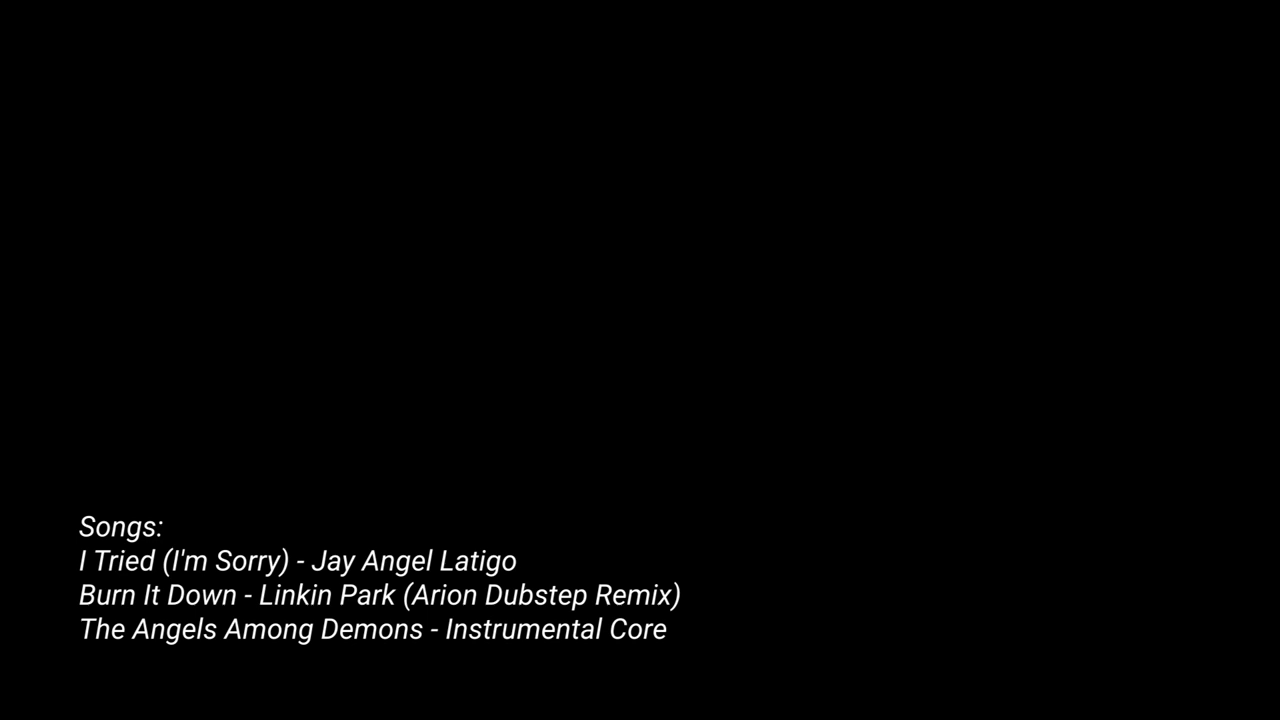 Songs:
I Tried (I'm Sorry) - Jay Angel Latigo
Burn It Down - Linkin Park (Arion Dubstep Remix)
The Angels Among Demons - Instrumental Core